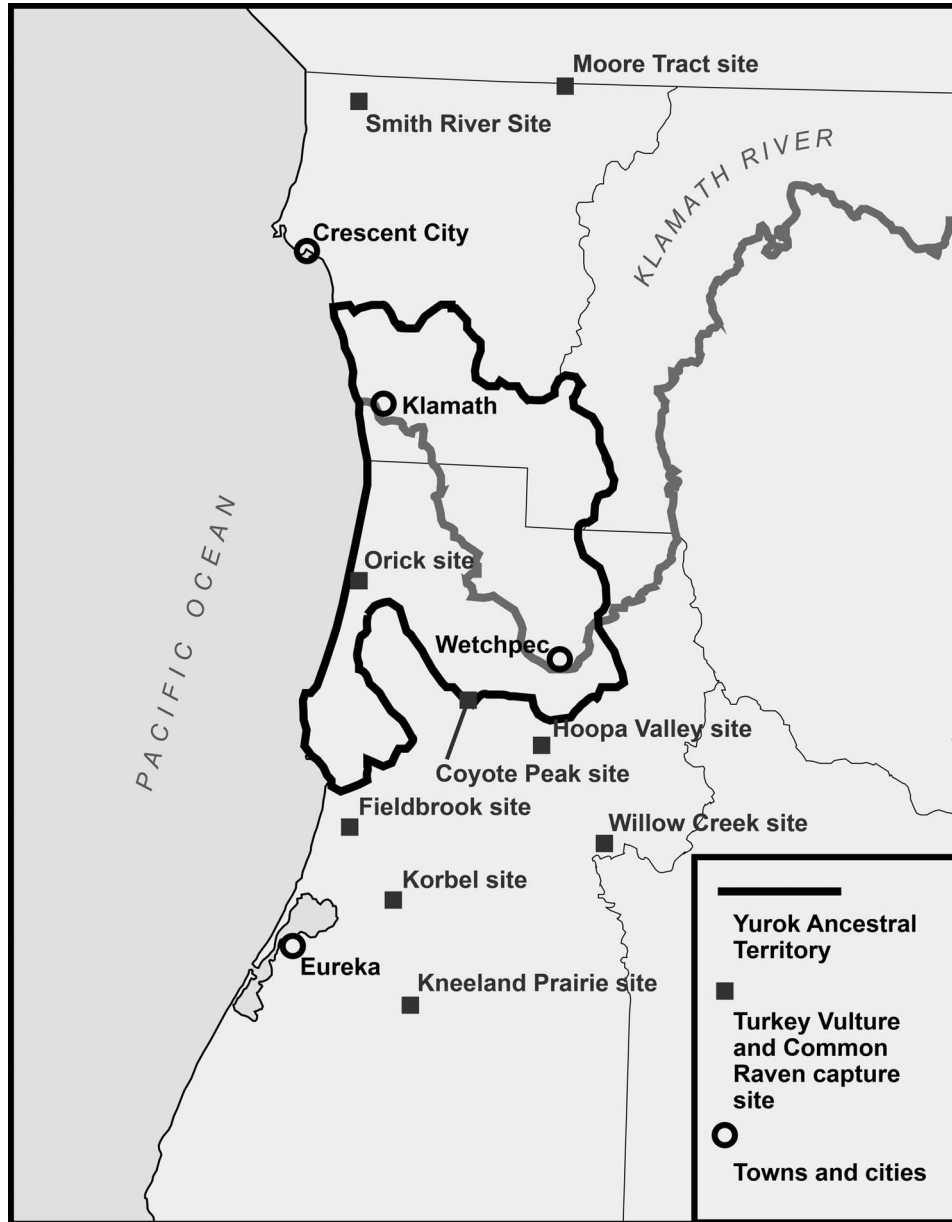 Moore Tract site
Smith River Site
KLAMATH RIVER
Crescent City
Klamath
PACIFIC OCEAN
Orick site
Wetchpec
Hoopa Valley site
Coyote Peak site
Fieldbrook site
Willow Creek site
Korbel site
Eureka
Kneeland Prairie site
Yurok Ancestral
Territory
Turkey Vulture
and Common
Raven capture
site
Towns and cities